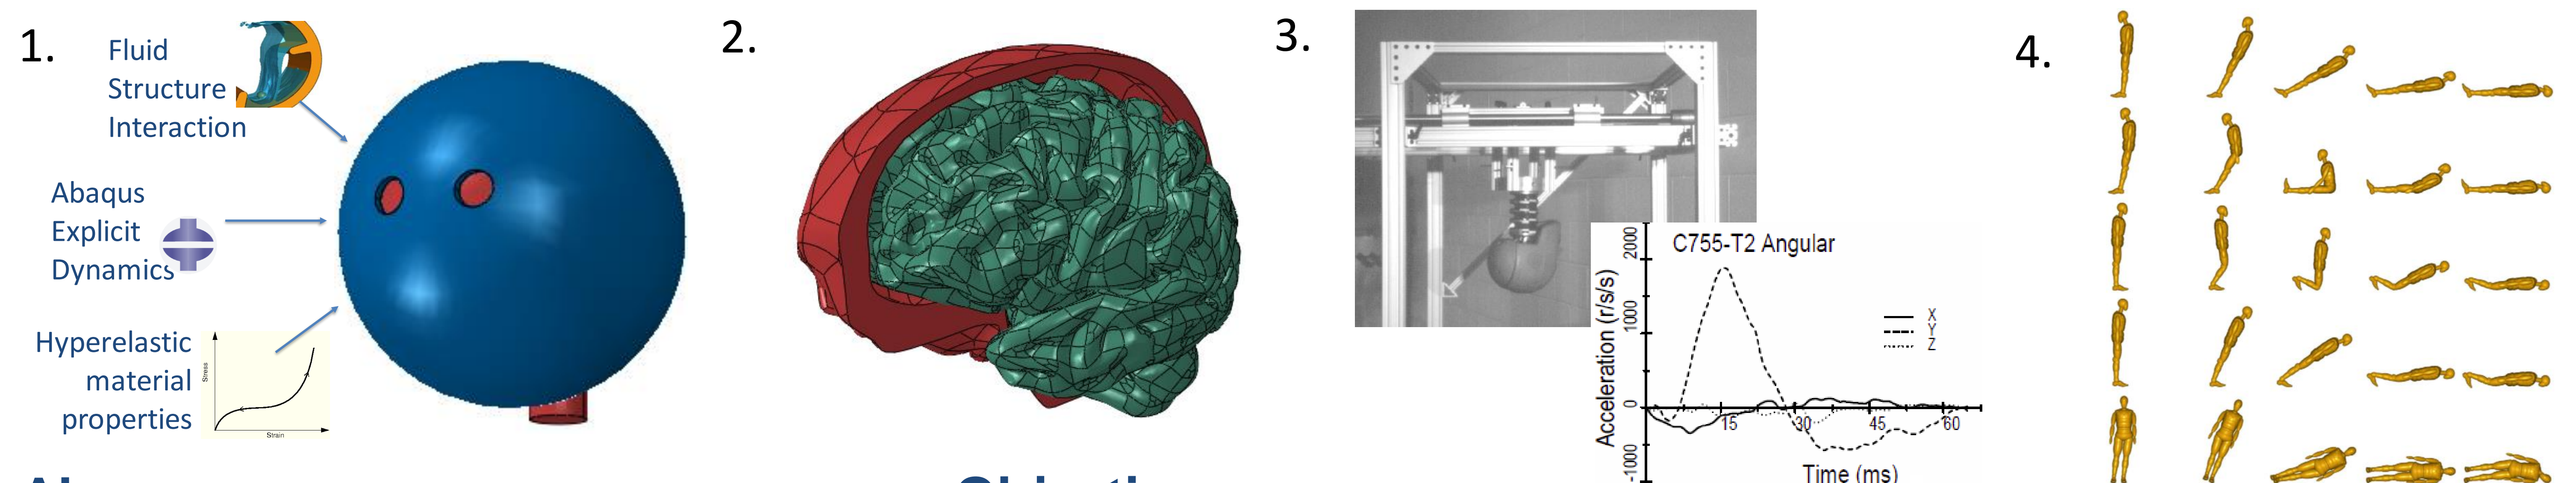 1.
Fluid
Structure
Interaction
Abaqus
Explicit
Dynamics
Hyperelastic
material
properties
Stress
Strain
2.
3.
C755-T2 Angular
Acceleration (r/s/s)
2000
1000
0
-1000
15
30
45
60
X
Y
Z
Time (ms)
4.